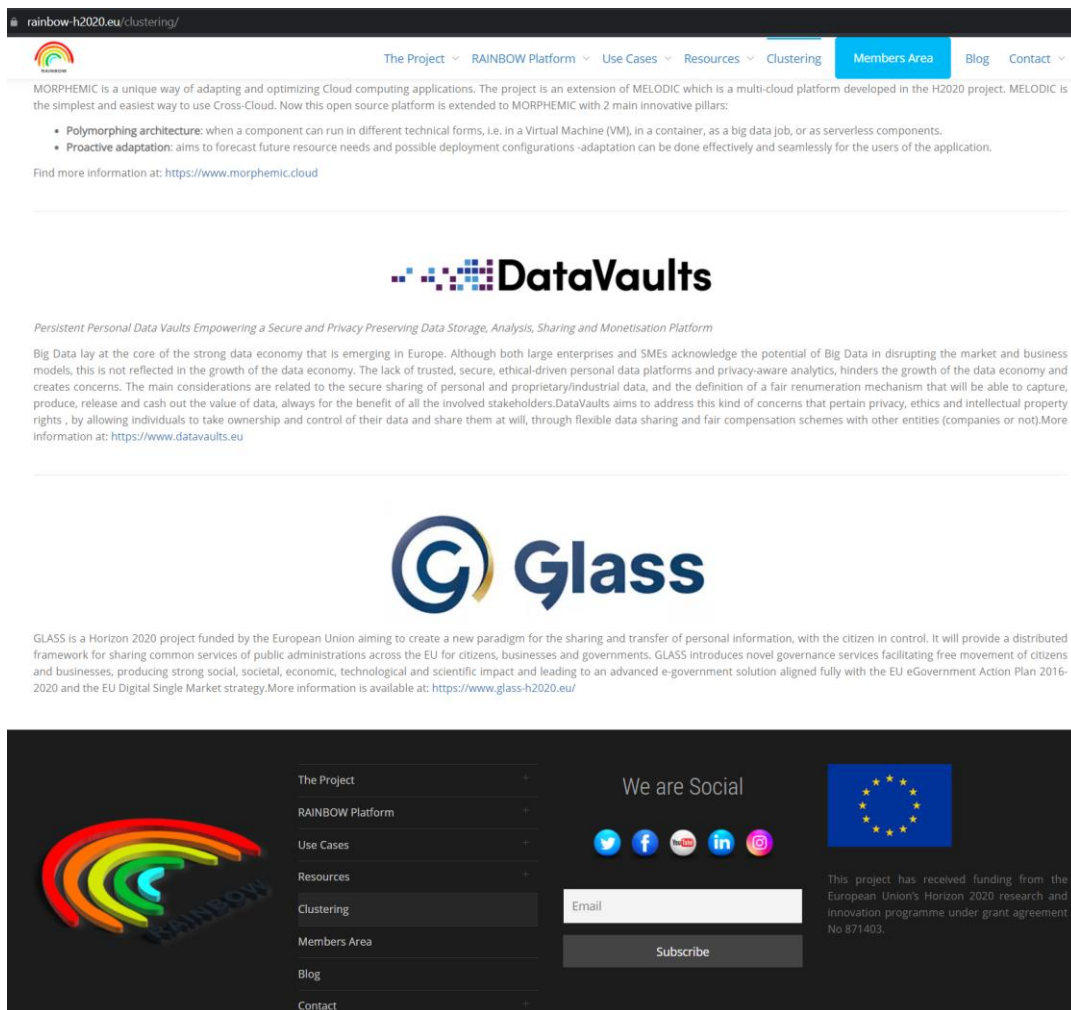 rainbow-h2020.eu/clustering/
RAINBOW
The Project RAINBOW Platform Use Cases Resources Clustering Members Area Blog Contact
MORPHEMIC is a unique way of adapting and optimizing Cloud computing applications. The project is an extension of MELODIC which is a multi-cloud platform developed in the H2020 project. MELODIC is
the simplest and easiest way to use Cross-Cloud. Now this open source platform is extended to MORPHEMIC with 2 main innovative pillars:
• Polymorphing architecture: when a component can run in different technical forms, i.e. in a Virtual Machine (VM), in a container, as a big data job, or as serverless components.
• Proactive adaptation: aims to forecast future resource needs and possible deployment configurations -adaptation can be done effectively and seamlessly for the users of the application.
Find more information at: https://www.morphemic.cloud
DataVaults
Persistent Personal Data Vaults Empowering a Secure and Privacy Preserving Data Storage, Analysis, Sharing and Monetisation Platform
Big Data lay at the core of the strong data economy that is emerging in Europe. Although both large enterprises and SMEs acknowledge the potential of Big Data in disrupting the market and business
models, this is not reflected in the growth of the data economy. The lack of trusted, secure, ethical-driven personal data platforms and privacy-aware analytics, hinders the growth of the data economy and
creates concerns. The main considerations are related to the secure sharing of personal and proprietary/industrial data, and the definition of a fair renumeration mechanism that will be able to capture,
produce, release and cash out the value of data, always for the benefit of all the involved stakeholders.DataVaults aims to address this kind of concerns that pertain privacy, ethics and intellectual property
rights , by allowing individuals to take ownership and control of their data and share them at will, through flexible data sharing and fair compensation schemes with other entities (companies or not).More
information at: https://www.datavaults.eu
Glass
GLASS is a Horizon 2020 project funded by the European Union aiming to create a new paradigm for the sharing and transfer of personal information, with the citizen in control. It will provide a distributed
framework for sharing common services of public administrations across the EU for citizens, businesses and governments. GLASS introduces novel governance services facilitating free movement of citizens
and businesses, producing strong social, societal, economic, technological and scientific impact and leading to an advanced e-government solution aligned fully with the EU eGovernment Action Plan 2016-
2020 and the EU Digital Single Market strategy.More information is available at: https://www.glass-h2020.eu/
RAINBOW
The Project +
RAINBOW Platform +
Use Cases +
Resources +
Clustering
Members Area
Blog
Contact +
We are Social
YouTube
Email
Subscribe
This project has received funding from the
European Union's Horizon 2020 research and
innovation programme under grant agreement
No 871403.